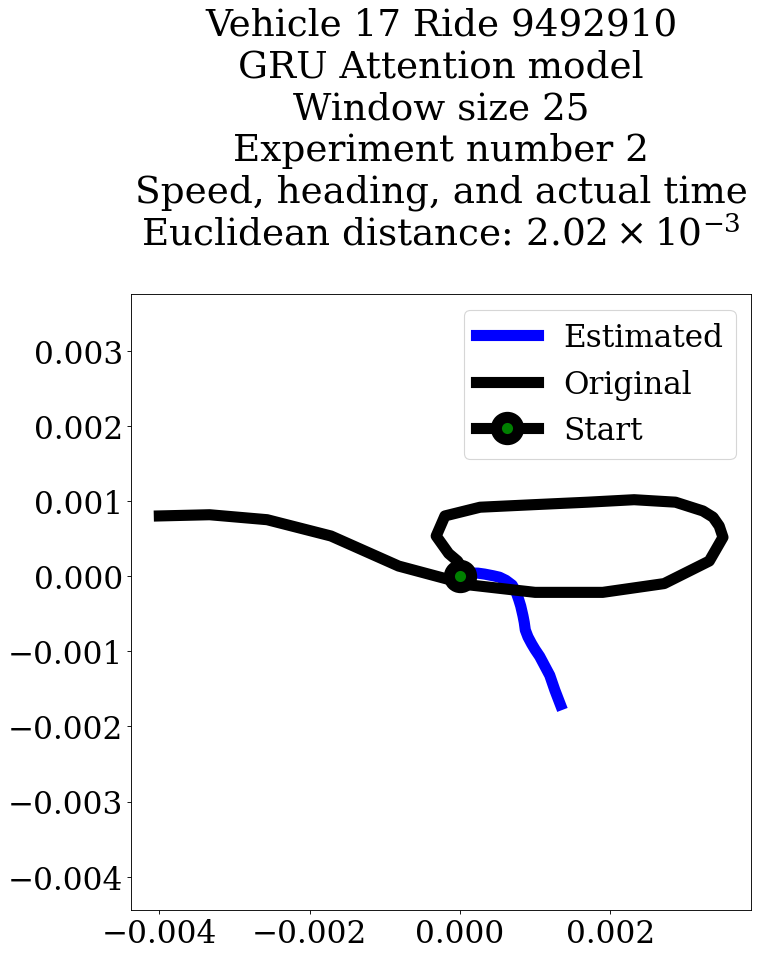 Vehicle 17 Ride 9492910
GRU Attention model
Window size 25
Experiment number 2
Speed, heading, and actual time
Euclidean distance: 2.02 × 10⁻³
Estimated
Original
Start
0.003
0.002
0.001
0.000
−0.001
−0.002
−0.003
−0.004
−0.004 −0.002 0.000 0.002